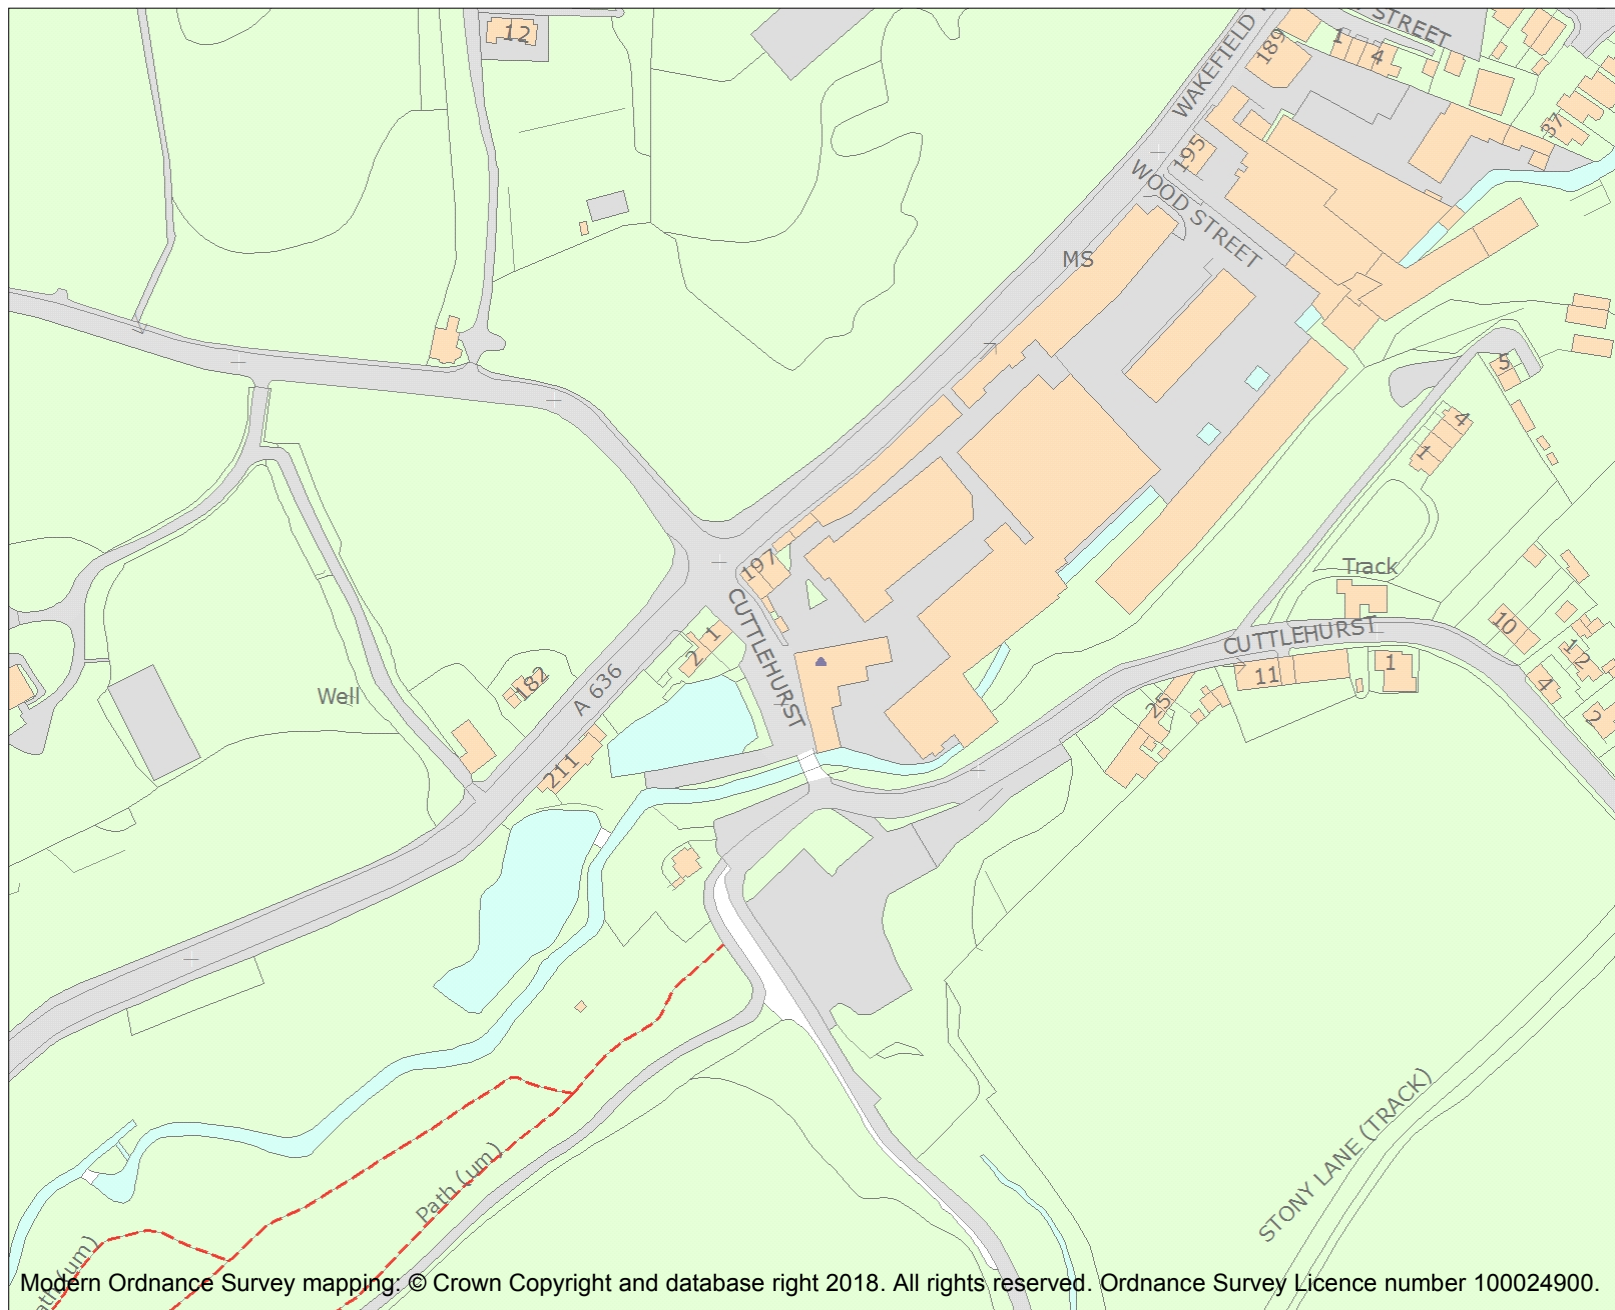 12
STREET
WAKEFIELD
189
1
4
37
195
WOOD STREET
MS
5
4
1
Track
197
CUTTLEHURST
1
2
CUTTLEHURST
10
1 2
11
1
4
2
25
182
A 636
Well
211
STONY LANE (TRACK)
Path (um)
ath (um)
Modern Ordnance Survey mapping: © Crown Copyright and database right 2018. All rights reserved. Ordnance Survey Licence number 100024900.